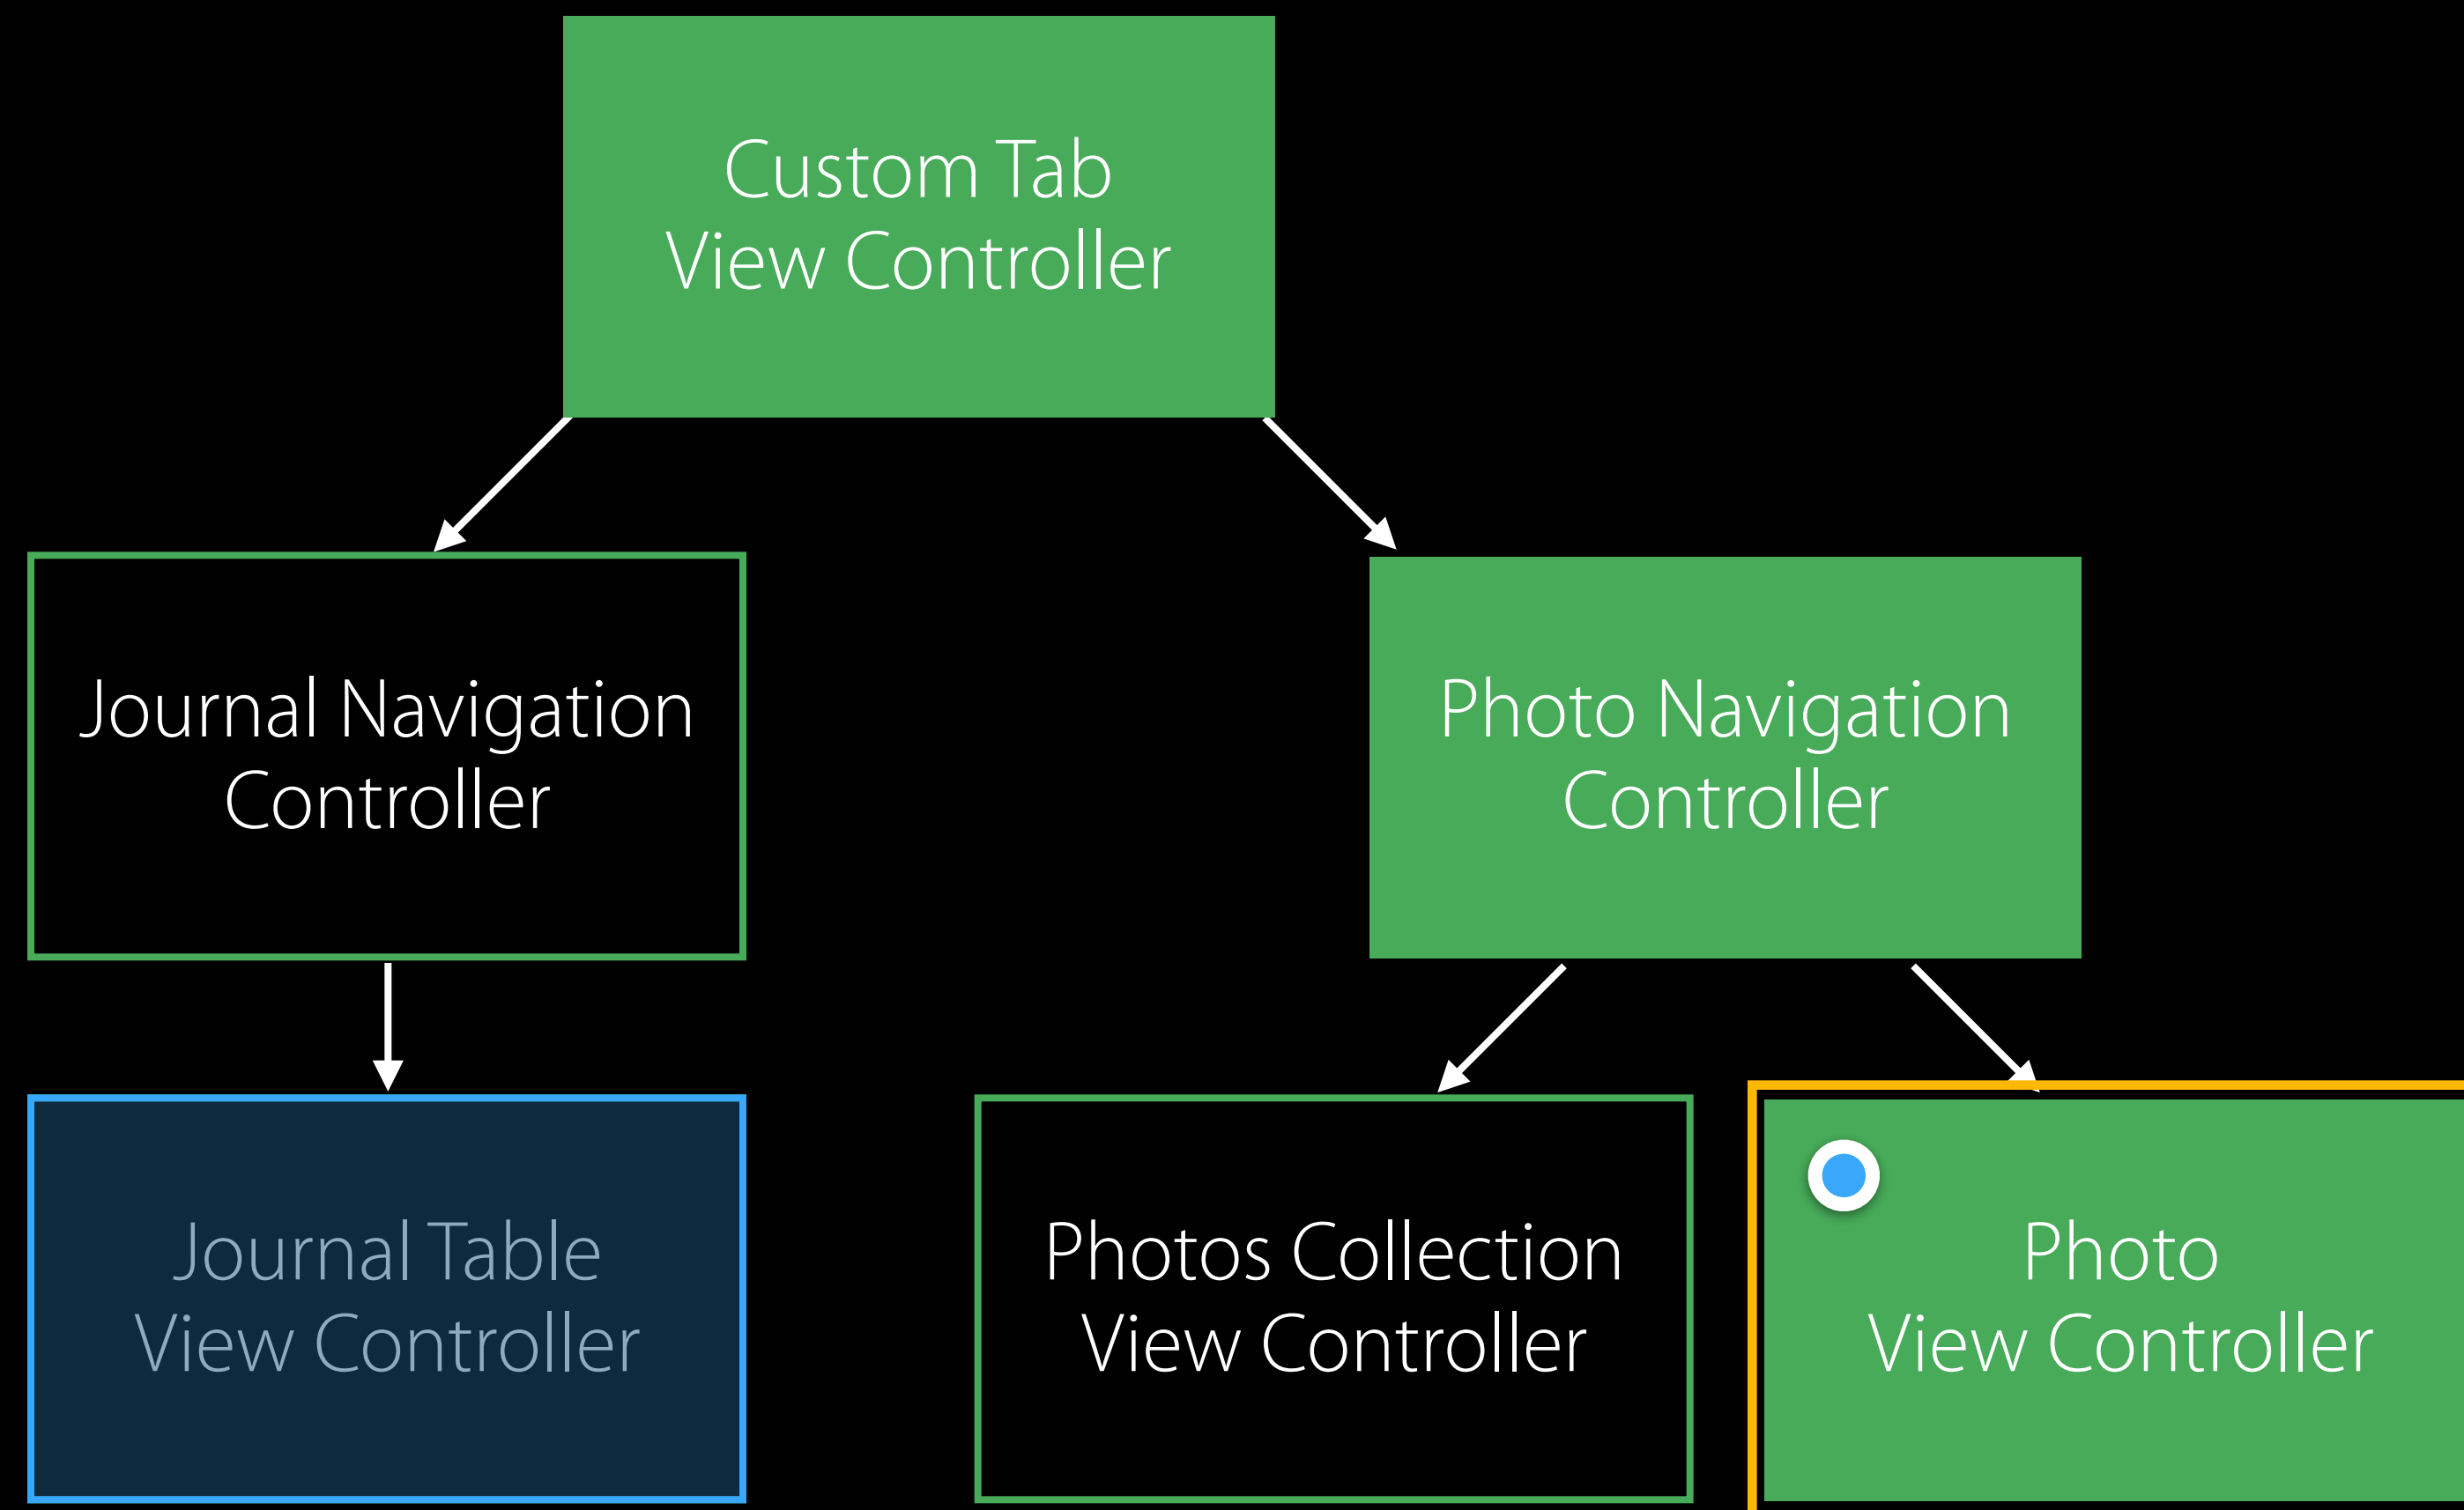 Custom Tab
View Controller
Journal Navigation
Controller
Photo Navigation
Controller
Journal Table
View Controller
Photos Collection
View Controller
Photo
View Controller